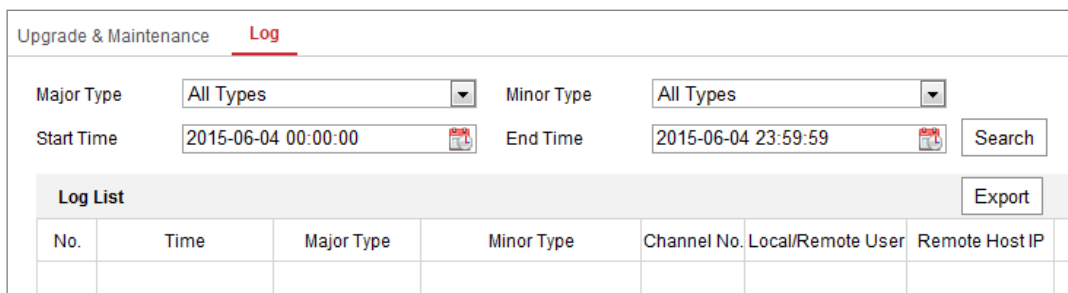 Upgrade & Maintenance Log
Major Type All Types Minor Type All Types
Start Time 2015-06-04 00:00:00 End Time 2015-06-04 23:59:59 Search
Log List Export
No. Time Major Type Minor Type Channel No. Local/Remote User Remote Host IP